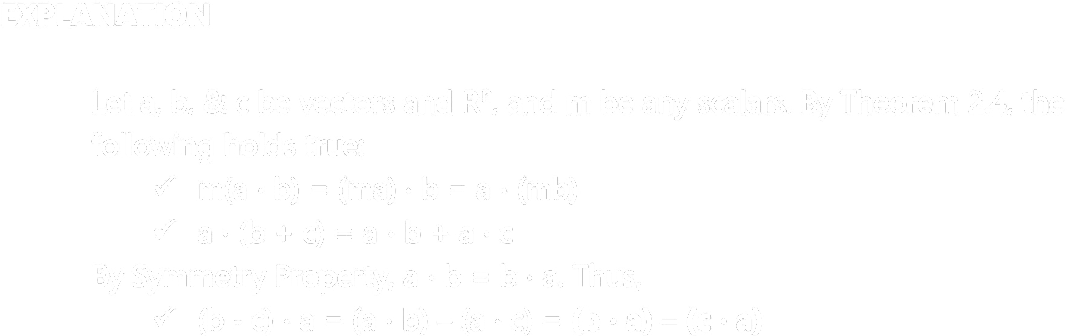 EXPLANATION
Let a, b, & c be vectors and Rⁿ, and m be any scalars. By Theorem 2.4, the
following holds true:
✓ m(a · b) = (ma) · b = a · (mb)
✓ a · (b + c) = a · b + a · c
By Symmetry Property, a · b = b · a. Thus,
✓ (b + c) · a = (a · b) + (a · c) = (b · a) + (c · a)